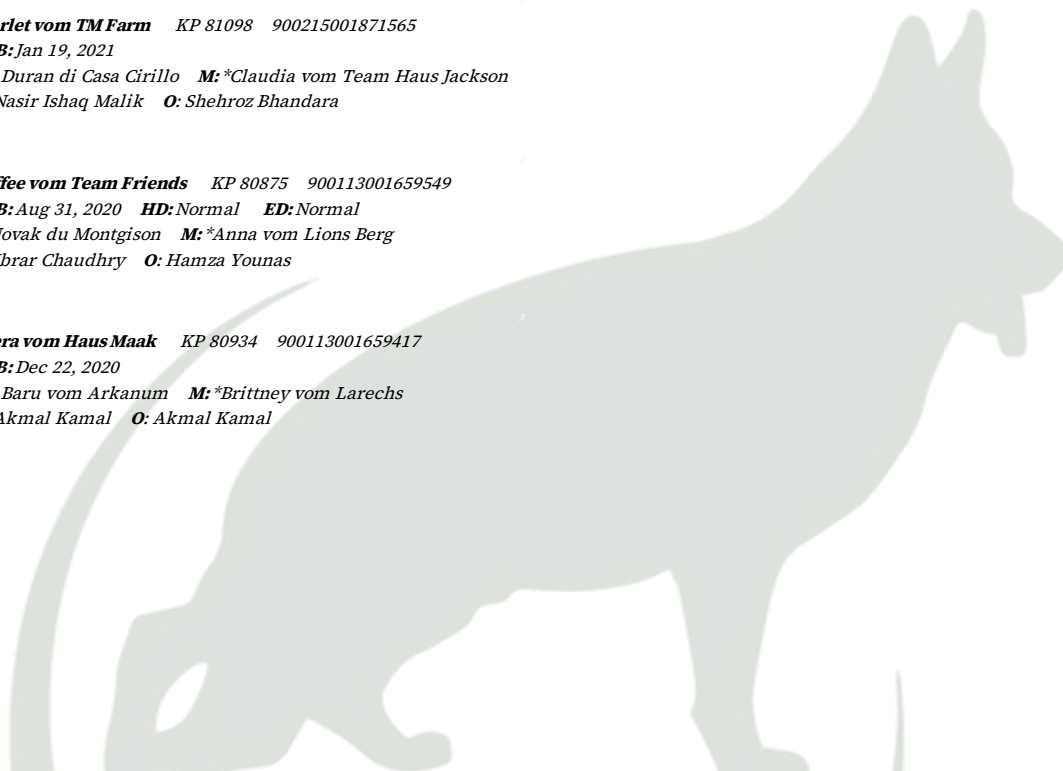 rlet vom TM Farm KP 81098 900215001871565
B: Jan 19, 2021
Duran di Casa Cirillo M: *Claudia vom Team Haus Jackson
Nasir Ishaq Malik O: Shehroz Bhandara
ffee vom Team Friends KP 80875 900113001659549
B: Aug 31, 2020 HD: Normal ED: Normal
Jovak du Montgison M: *Anna vom Lions Berg
Ibrar Chaudhry O: Hamza Younas
era vom Haus Maak KP 80934 900113001659417
B: Dec 22, 2020
Baru vom Arkanum M: *Brittney vom Larechs
Akmal Kamal O: Akmal Kamal